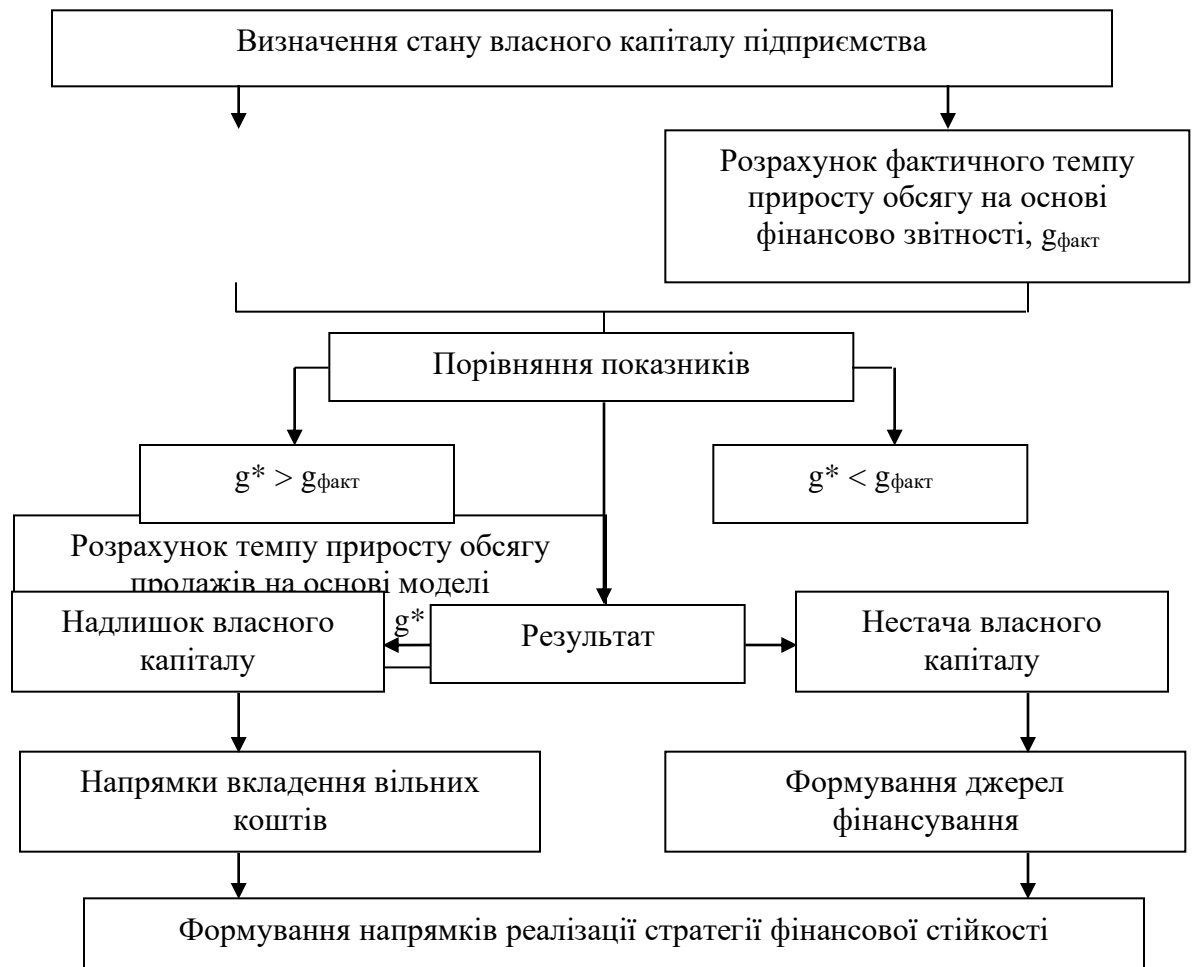 Визначення стану власного капіталу підприємства
Розрахунок фактичного темпу
приросту обсягу на основі
фінансово звітності, gфакт
Порівняння показників
g* > gфакт
g* < gфакт
Розрахунок темпу приросту обсягу
продажів на основі моделі
g*
Надлишок власного
капіталу
Результат
Нестача власного
капіталу
Напрямки вкладення вільних
коштів
Формування джерел
фінансування
Формування напрямків реалізації стратегії фінансової стійкості